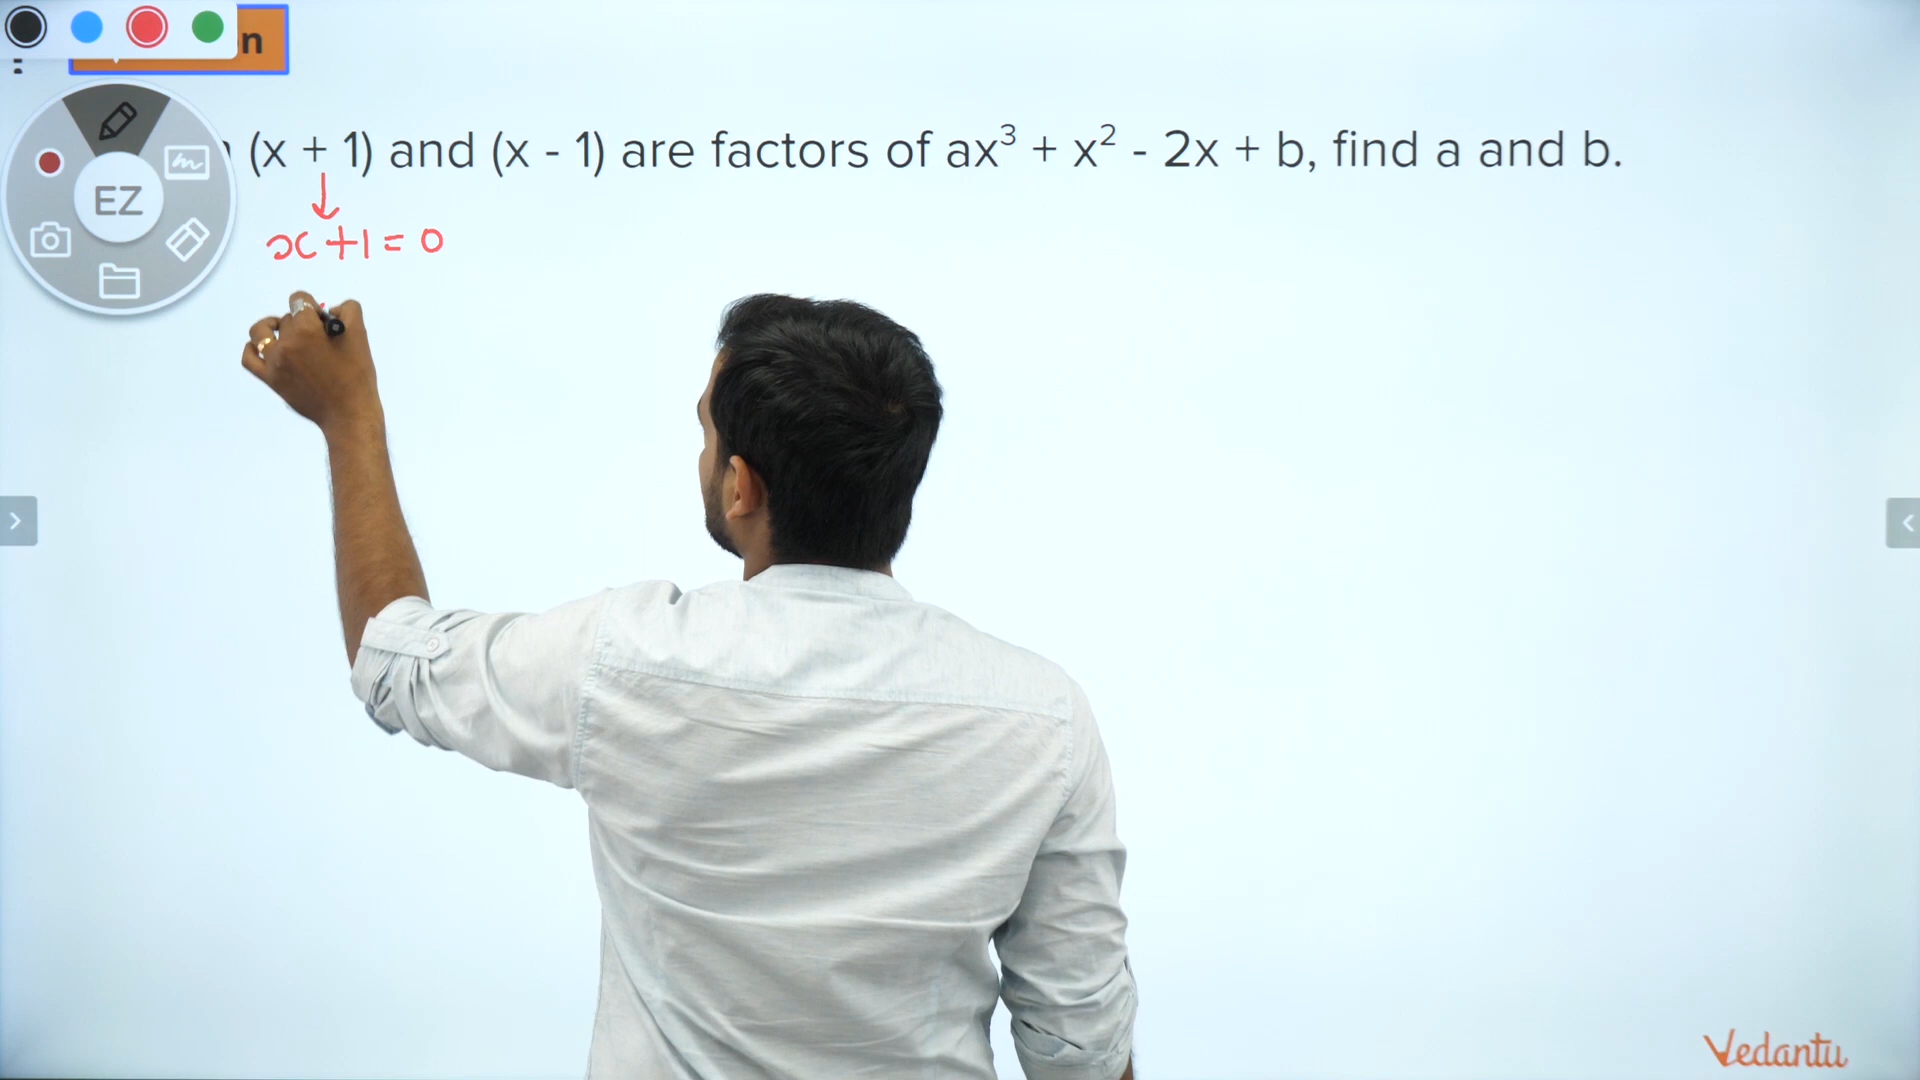 n
(x + 1) and (x - 1) are factors of ax³ + x² - 2x + b, find a and b.
EZ
x+1=0
Vedantu